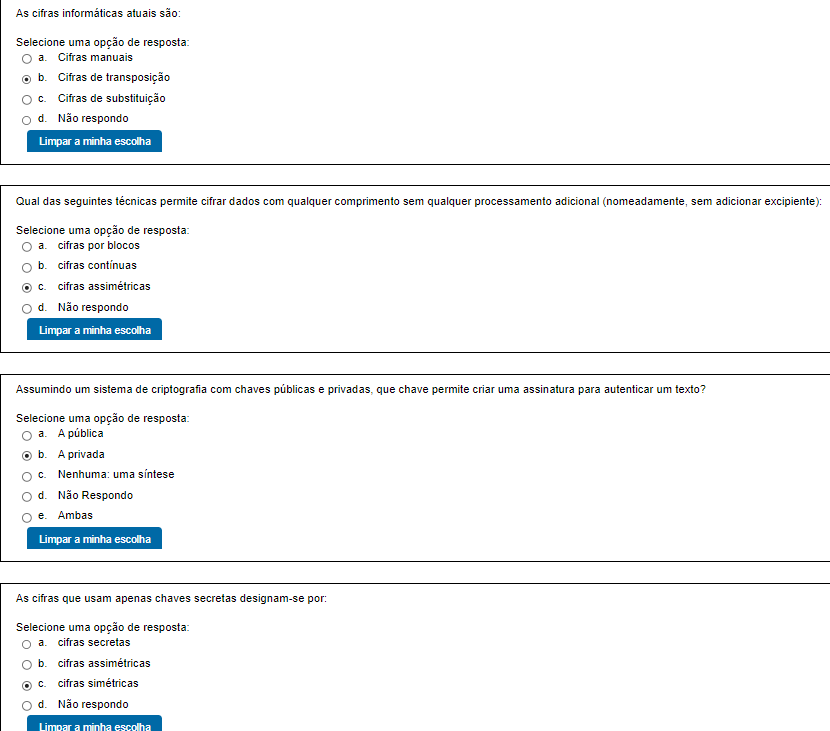 As cifras informáticas atuais são:
Selecione uma opção de resposta:
a. Cifras manuais
b. Cifras de transposição
c. Cifras de substituição
d. Não respondo
Limpar a minha escolha
Qual das seguintes técnicas permite cifrar dados com qualquer comprimento sem qualquer processamento adicional (nomeadamente, sem adicionar excipiente):
Selecione uma opção de resposta:
a. cifras por blocos
b. cifras contínuas
c. cifras assimétricas
d. Não respondo
Limpar a minha escolha
Assumindo um sistema de criptografia com chaves públicas e privadas, que chave permite criar uma assinatura para autenticar um texto?
Selecione uma opção de resposta:
a. A pública
b. A privada
c. Nenhuma: uma síntese
d. Não Respondo
e. Ambas
Limpar a minha escolha
As cifras que usam apenas chaves secretas designam-se por:
Selecione uma opção de resposta:
a. cifras secretas
b. cifras assimétricas
c. cifras simétricas
d. Não respondo
Limpar a minha escolha